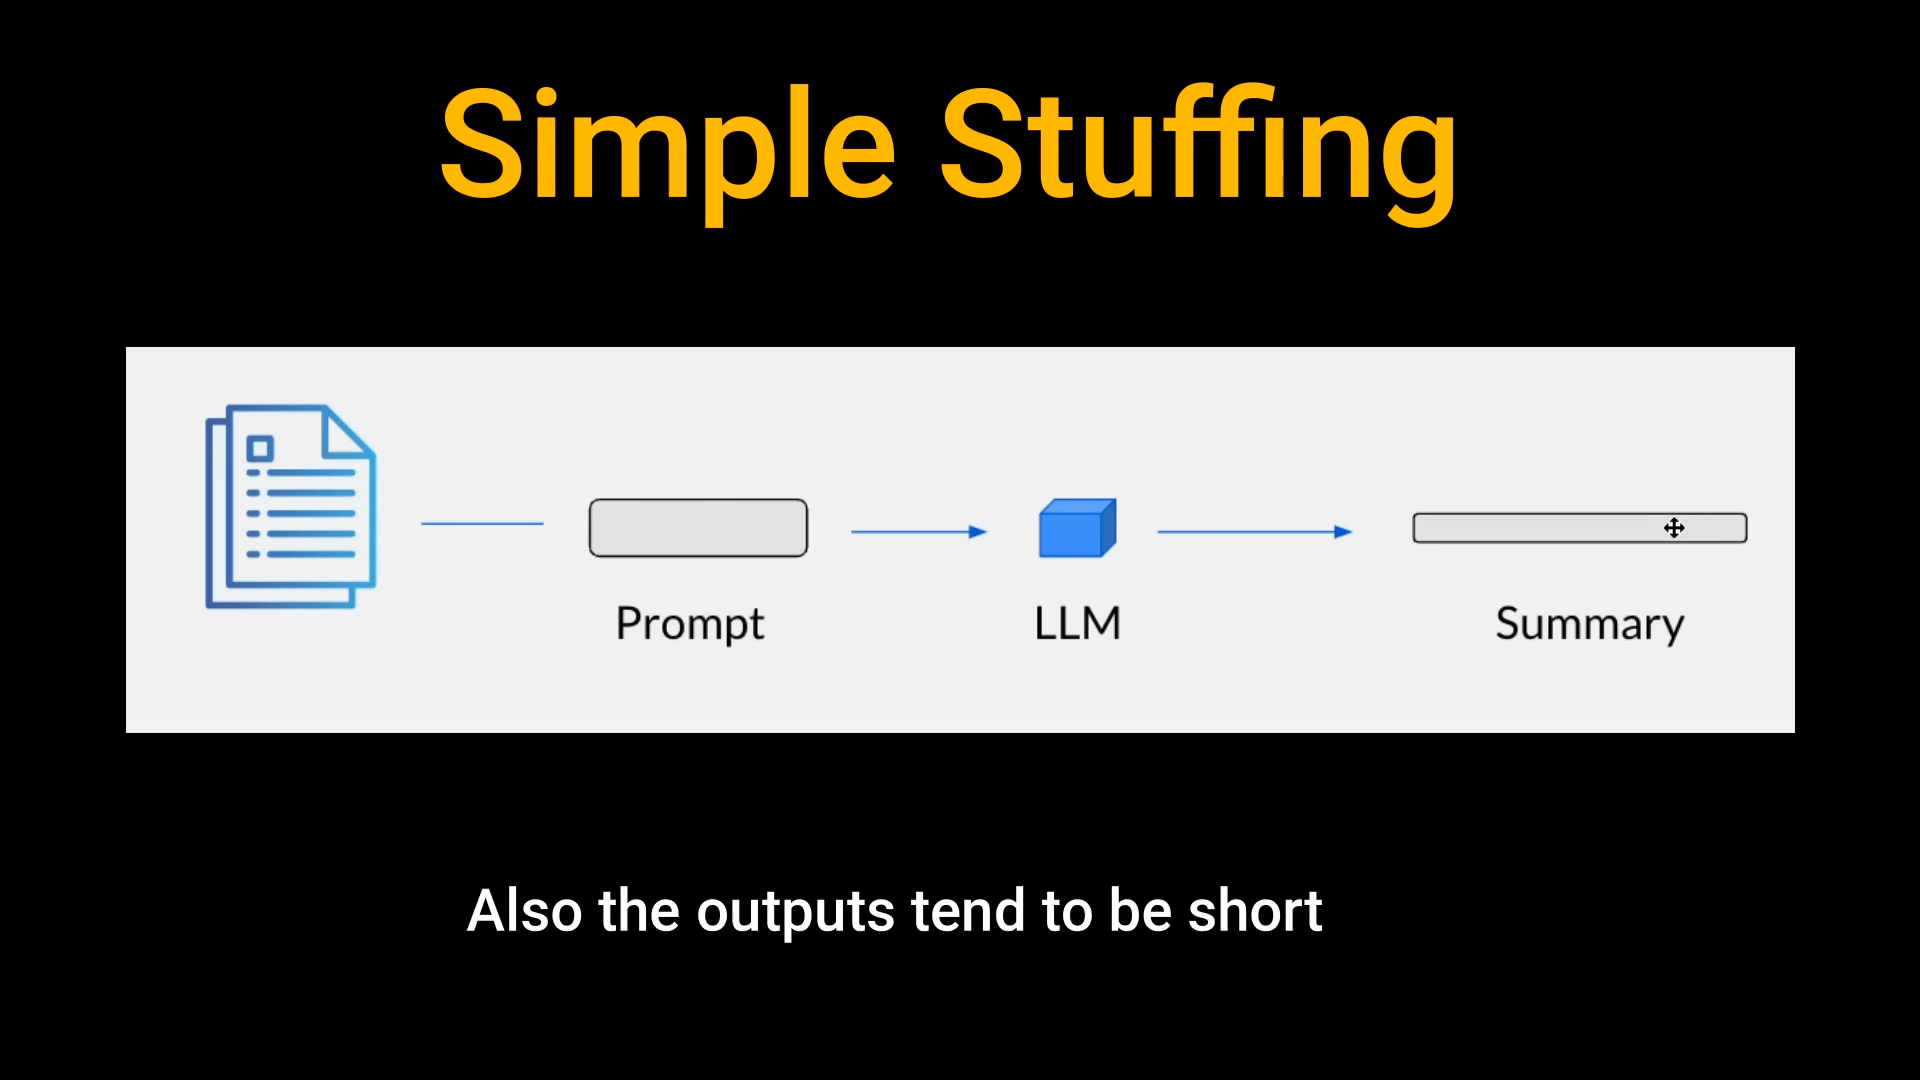 Simple Stuffing
Prompt
LLM
Summary
Also the outputs tend to be short